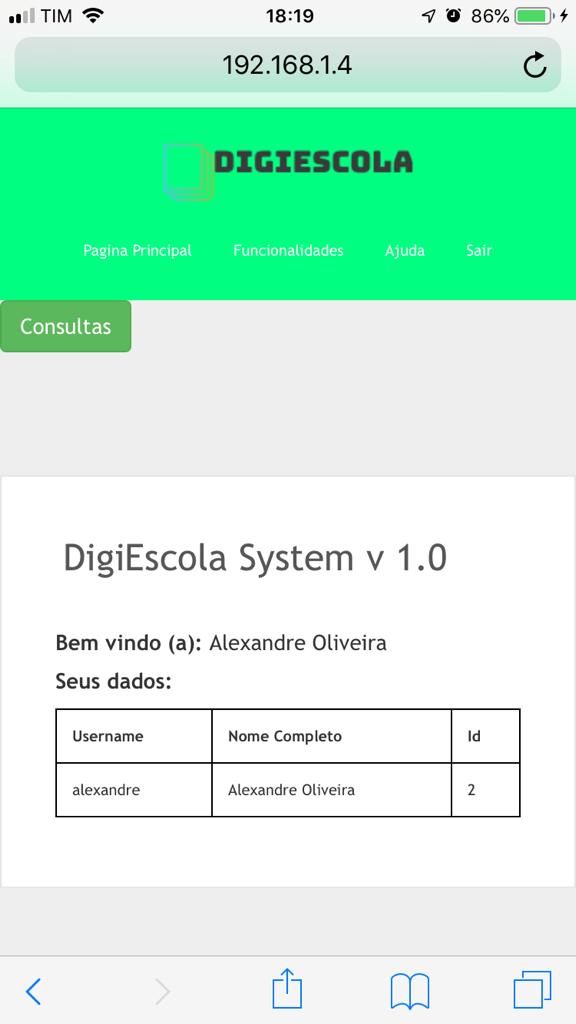 TIM 18:19 86%
192.168.1.4
DIGIESCOLA
Pagina Principal Funcionalidades Ajuda Sair
Consultas
DigiEscola System v 1.0
Bem vindo (a): Alexandre Oliveira
Seus dados:
Username Nome Completo Id
alexandre Alexandre Oliveira 2